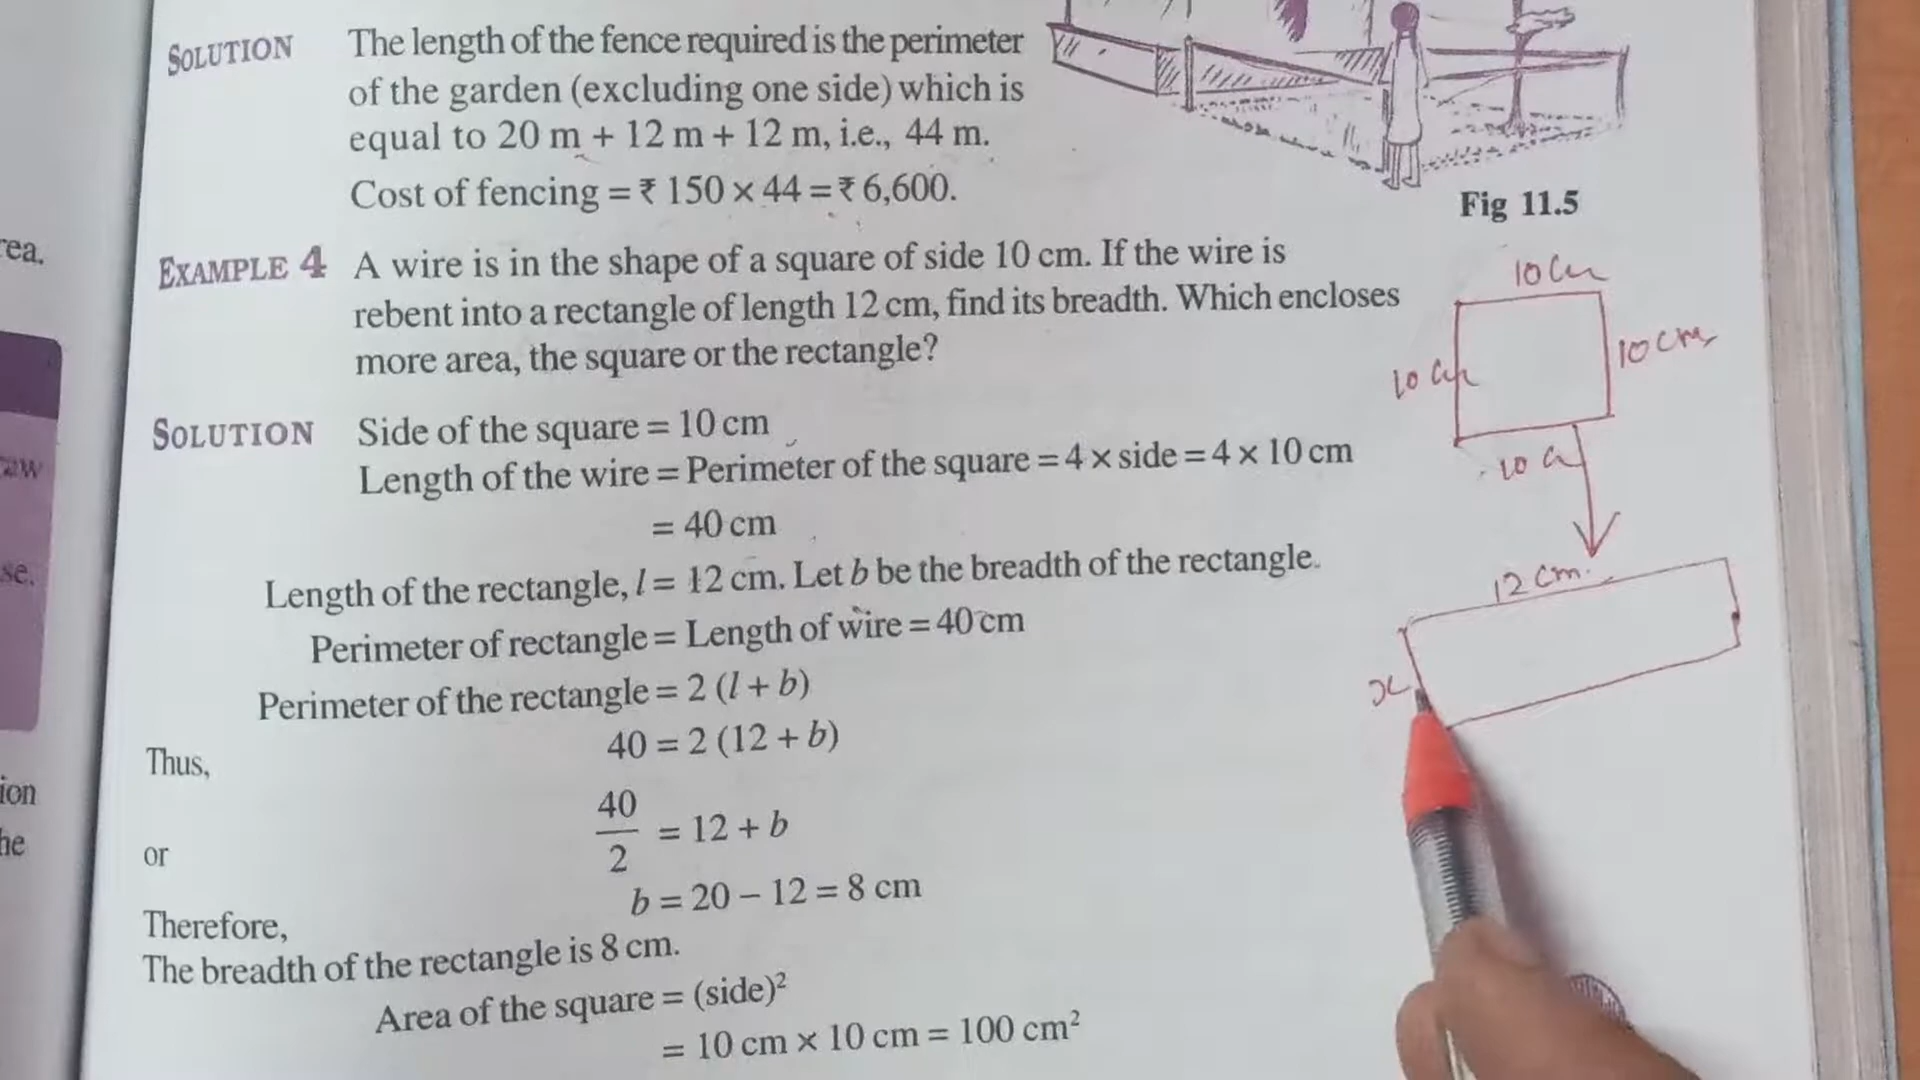 SOLUTION The length of the fence required is the perimeter
of the garden (excluding one side) which is
equal to 20 m + 12 m + 12 m, i.e., 44 m.
Cost of fencing = ₹ 150 × 44 = ₹ 6,600.
Fig 11.5
rea.
EXAMPLE 4 A wire is in the shape of a square of side 10 cm. If the wire is
rebent into a rectangle of length 12 cm, find its breadth. Which encloses
more area, the square or the rectangle?
10 cm
10 cm
10 cm
10 c
SOLUTION Side of the square = 10 cm
Length of the wire = Perimeter of the square = 4 × side = 4 × 10 cm
= 40 cm
se.
Length of the rectangle, l = 12 cm. Let b be the breadth of the rectangle.
12 cm.
Perimeter of rectangle = Length of wire = 40 cm
Perimeter of the rectangle = 2 (l + b)
x
Thus, 40 = 2 (12 + b)
ion
he
or 40/2 = 12 + b
Therefore, b = 20 – 12 = 8 cm
The breadth of the rectangle is 8 cm.
Area of the square = (side)²
= 10 cm × 10 cm = 100 cm²